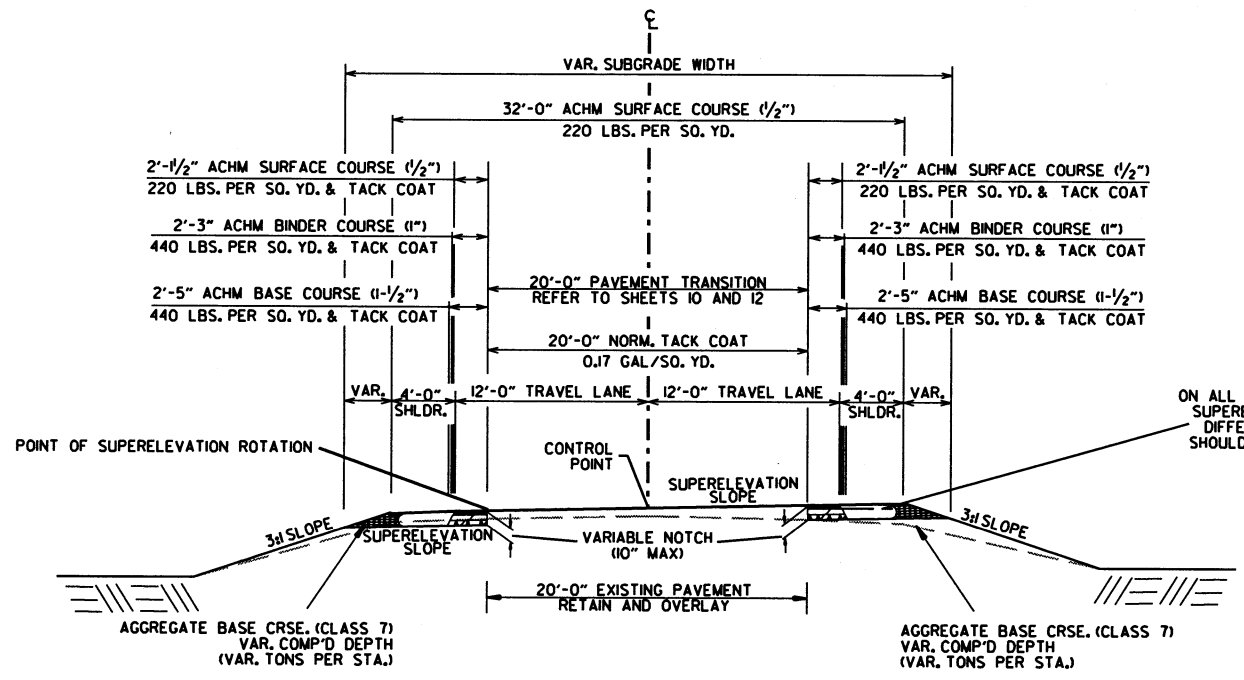 ℄
VAR. SUBGRADE WIDTH
32'-0" ACHM SURFACE COURSE (1/2")
220 LBS. PER SQ. YD.
2'-1 1/2" ACHM SURFACE COURSE (1/2")
220 LBS. PER SQ. YD. & TACK COAT
2'-1 1/2" ACHM SURFACE COURSE (1/2")
220 LBS. PER SQ. YD. & TACK COAT
2'-3" ACHM BINDER COURSE (1")
440 LBS. PER SQ. YD. & TACK COAT
2'-3" ACHM BINDER COURSE (1")
440 LBS. PER SQ. YD. & TACK COAT
20'-0" PAVEMENT TRANSITION
REFER TO SHEETS 10 AND 12
2'-5" ACHM BASE COURSE (1-1/2")
440 LBS. PER SQ. YD. & TACK COAT
2'-5" ACHM BASE COURSE (1-1/2")
440 LBS. PER SQ. YD. & TACK COAT
20'-0" NORM. TACK COAT
0.17 GAL/SQ. YD.
VAR.
4'-0"
SHLDR.
12'-0" TRAVEL LANE
12'-0" TRAVEL LANE
4'-0"
SHLDR.
VAR.
ON ALL
SUPERE
DIFFE
SHOULD
POINT OF SUPERELEVATION ROTATION
CONTROL
POINT
SUPERELEVATION
SLOPE
3:1 SLOPE
SUPERELEVATION
SLOPE
VARIABLE NOTCH
(10" MAX)
3:1 SLOPE
20'-0" EXISTING PAVEMENT
RETAIN AND OVERLAY
AGGREGATE BASE CRSE. (CLASS 7)
VAR. COMP'D DEPTH
(VAR. TONS PER STA.)
AGGREGATE BASE CRSE. (CLASS 7)
VAR. COMP'D DEPTH
(VAR. TONS PER STA.)